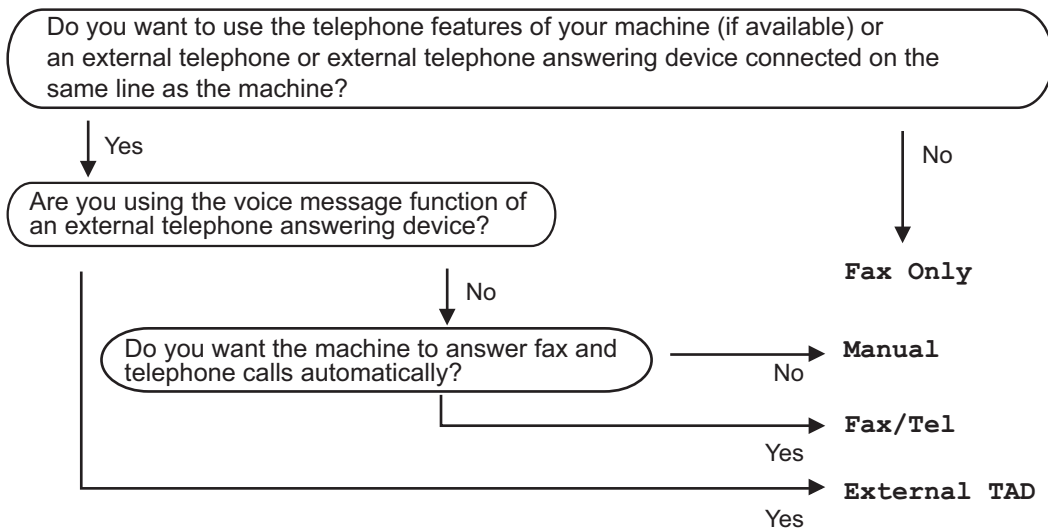 Do you want to use the telephone features of your machine (if available) or
an external telephone or external telephone answering device connected on the
same line as the machine?
Yes
No
Are you using the voice message function of
an external telephone answering device?
Fax Only
No
Do you want the machine to answer fax and
telephone calls automatically?
Manual
No
Fax/Tel
Yes
External TAD
Yes